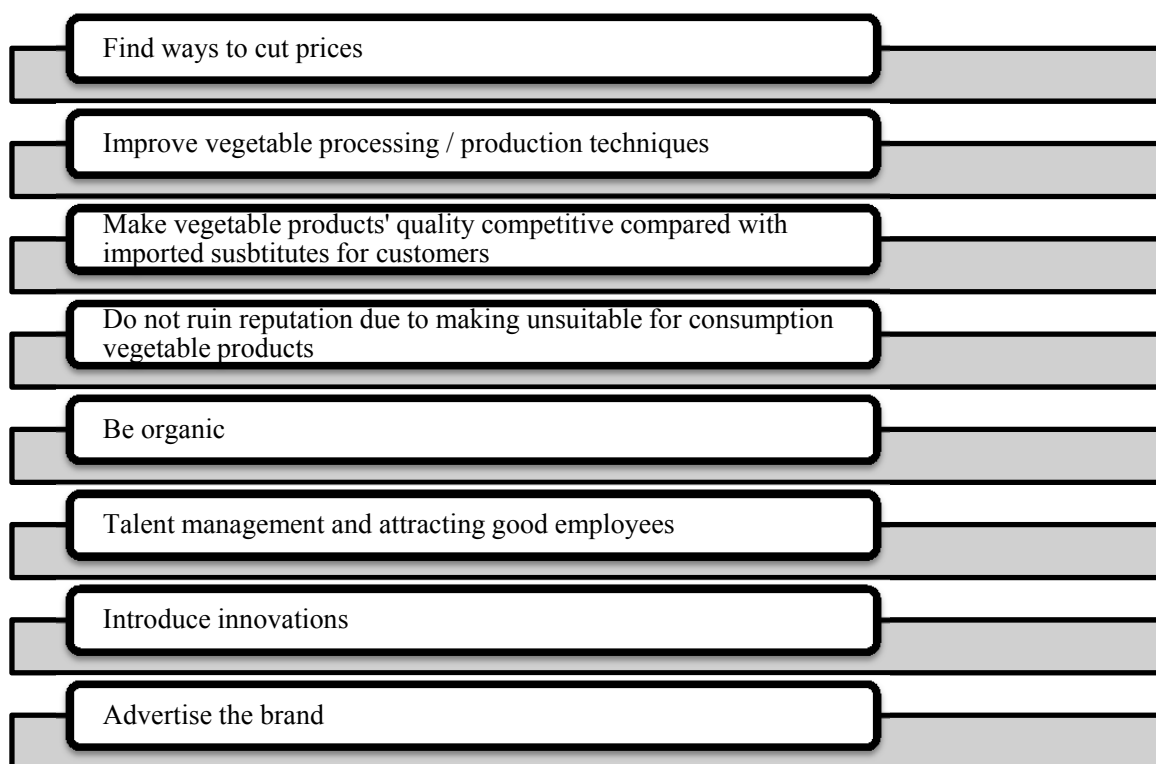 Find ways to cut prices
Improve vegetable processing / production techniques
Make vegetable products' quality competitive compared with
imported susbtitutes for customers
Do not ruin reputation due to making unsuitable for consumption
vegetable products
Be organic
Talent management and attracting good employees
Introduce innovations
Advertise the brand